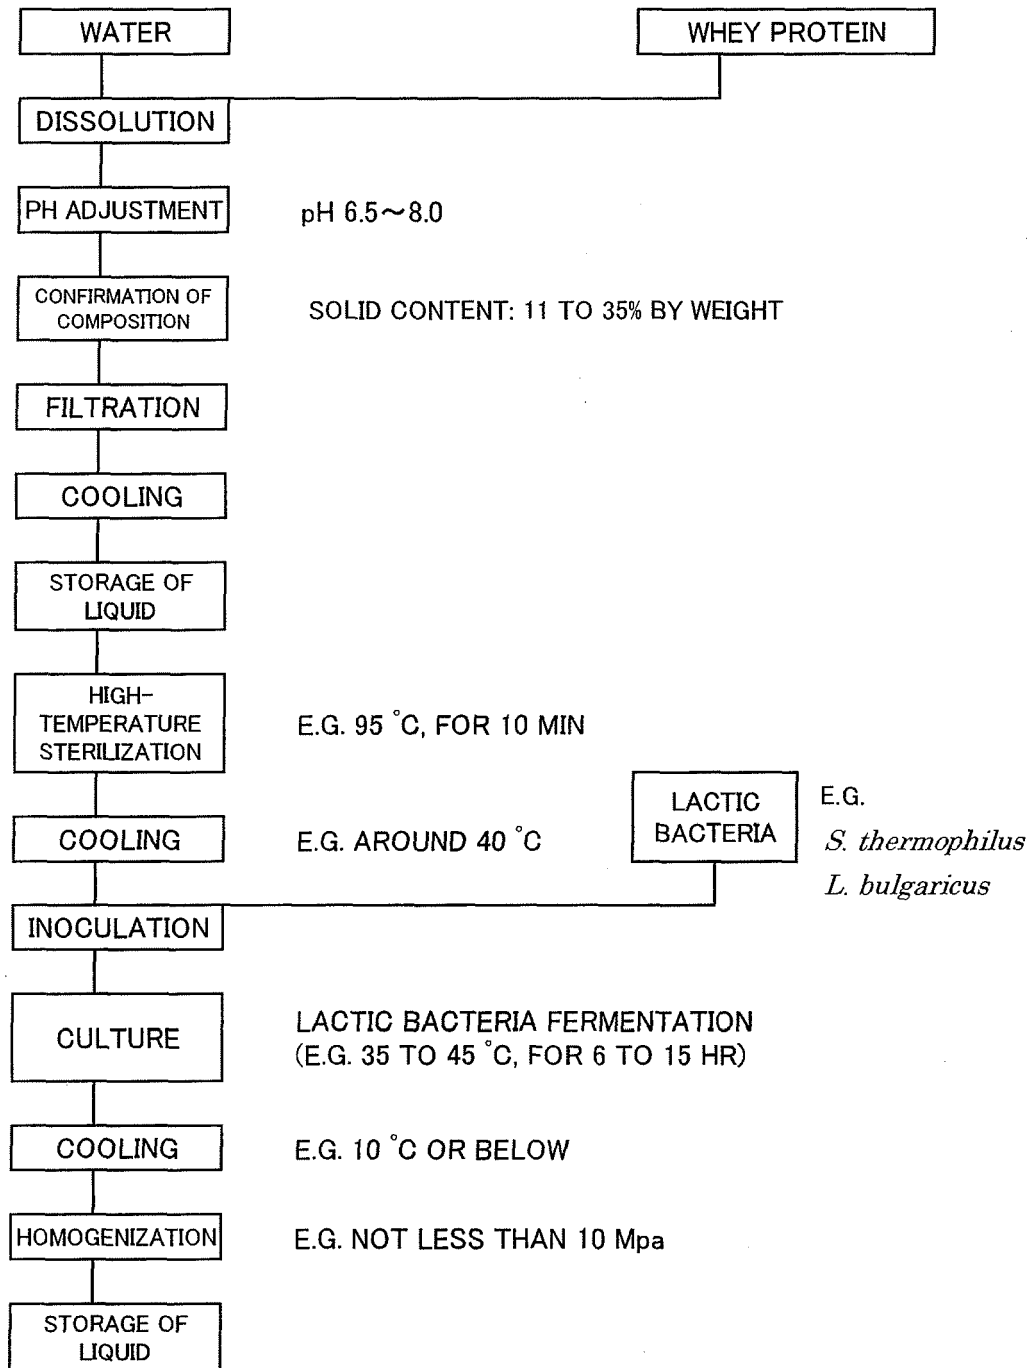 WATER
WHEY PROTEIN
DISSOLUTION
PH ADJUSTMENT
pH 6.5～8.0
CONFIRMATION OF
COMPOSITION
SOLID CONTENT: 11 TO 35% BY WEIGHT
FILTRATION
COOLING
STORAGE OF
LIQUID
HIGH-
TEMPERATURE
STERILIZATION
E.G. 95 °C, FOR 10 MIN
COOLING
E.G. AROUND 40 °C
LACTIC
BACTERIA
E.G.
S. thermophilus
L. bulgaricus
INOCULATION
CULTURE
LACTIC BACTERIA FERMENTATION
(E.G. 35 TO 45 °C, FOR 6 TO 15 HR)
COOLING
E.G. 10 °C OR BELOW
HOMOGENIZATION
E.G. NOT LESS THAN 10 Mpa
STORAGE OF
LIQUID